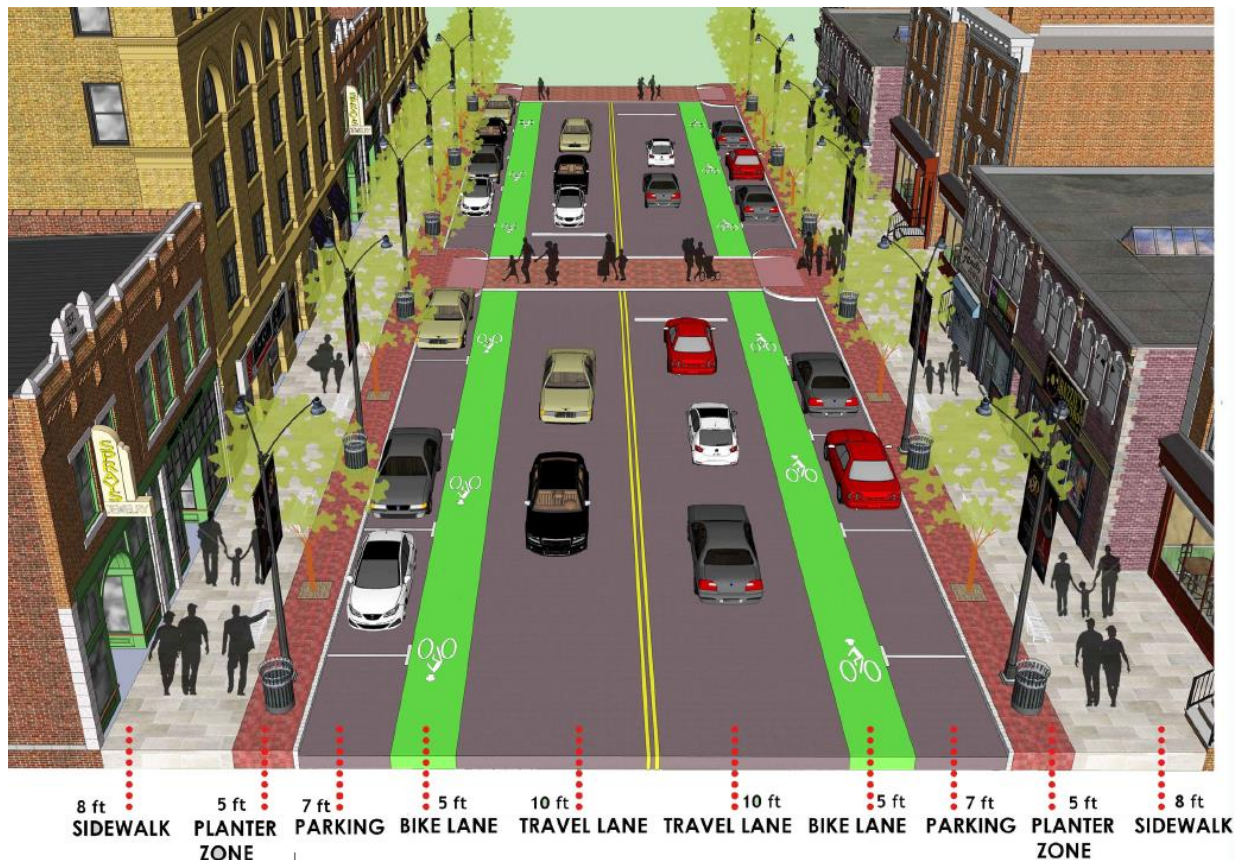 JEWELRY
8 ft 5 ft 7 ft 5 ft 10 ft 10 ft 5 ft 7 ft 5 ft 8 ft
SIDEWALK PLANTER PARKING BIKE LANE TRAVEL LANE TRAVEL LANE BIKE LANE PARKING PLANTER SIDEWALK
ZONE ZONE